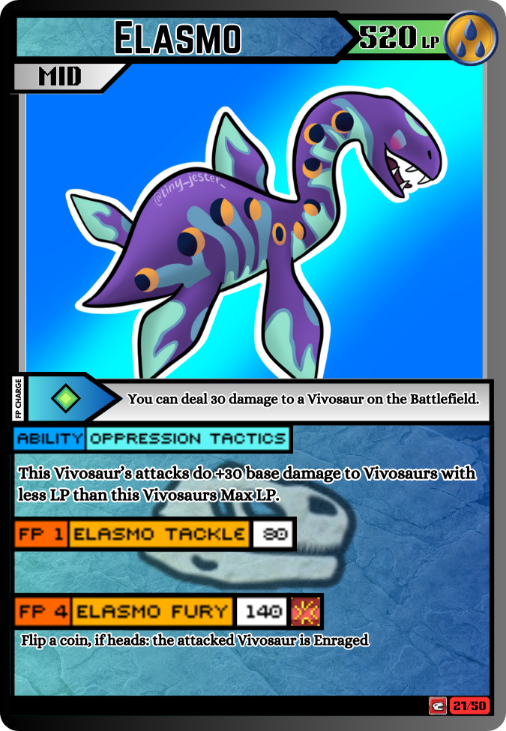 ELASMO
520 LP
MID
@tiny_jester_
FP CHARGE
You can deal 30 damage to a Vivosaur on the Battlefield.
ABILITY OPPRESSION TACTICS
This Vivosaur's attacks do +30 base damage to Vivosaurs with
less LP than this Vivosaurs Max LP.
FP 1 ELASMO TACKLE 80
FP 4 ELASMO FURY 140
Flip a coin, if heads: the attacked Vivosaur is Enraged
21/50